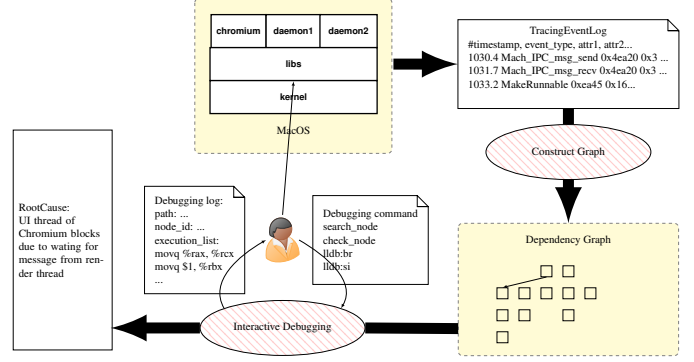 chromium daemon1 daemon2
libs
kernel
MacOS
TracingEventLog
#timestamp, event_type, attr1, attr2...
1030.4 Mach_IPC_msg_send 0x4ea20 0x3 ...
1031.7 Mach_IPC_msg_recv 0x4ea20 0x3 ...
1033.2 MakeRunnable 0xea45 0x16...
Construct Graph
RootCause:
UI thread of
Chromium blocks
due to wating for
message from ren-
der thread
Debugging log:
path: ...
node_id: ...
execution_list:
movq %rax, %rcx
movq $1, %rbx
...
Debugging command
search_node
check_node
lldb:br
lldb:si
Dependency Graph
Interactive Debugging